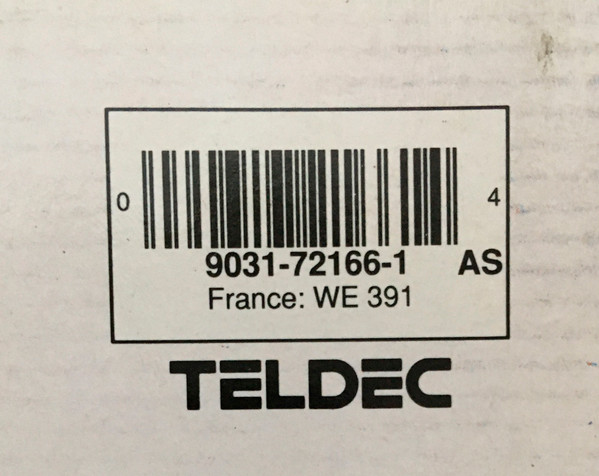 0 4
9031-72166-1 AS
France: WE 391
TELDEC